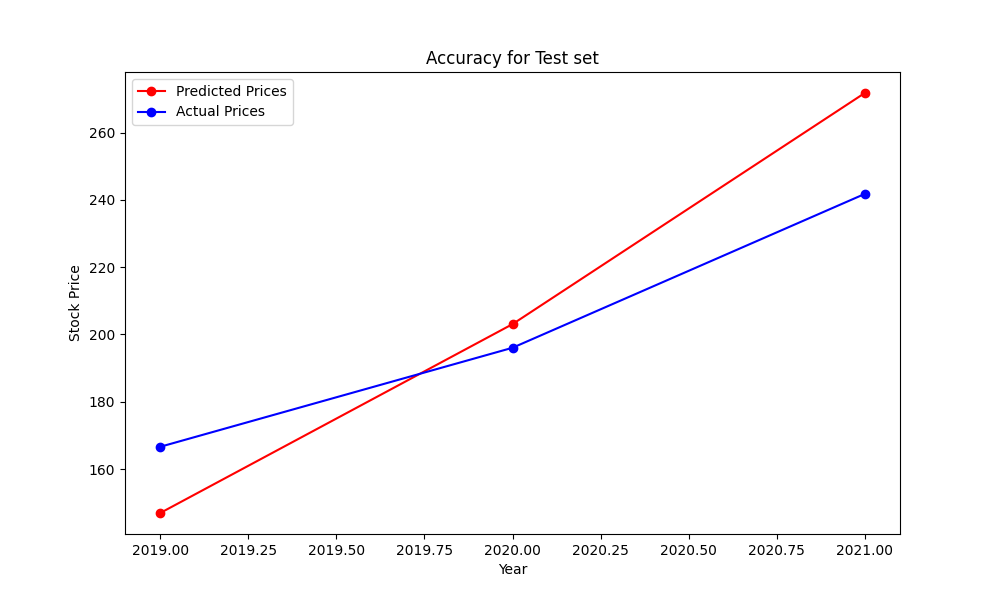 Accuracy for Test set
Predicted Prices
Actual Prices
260
240
220
200
180
160
Stock Price
2019.00 2019.25 2019.50 2019.75 2020.00 2020.25 2020.50 2020.75 2021.00
Year